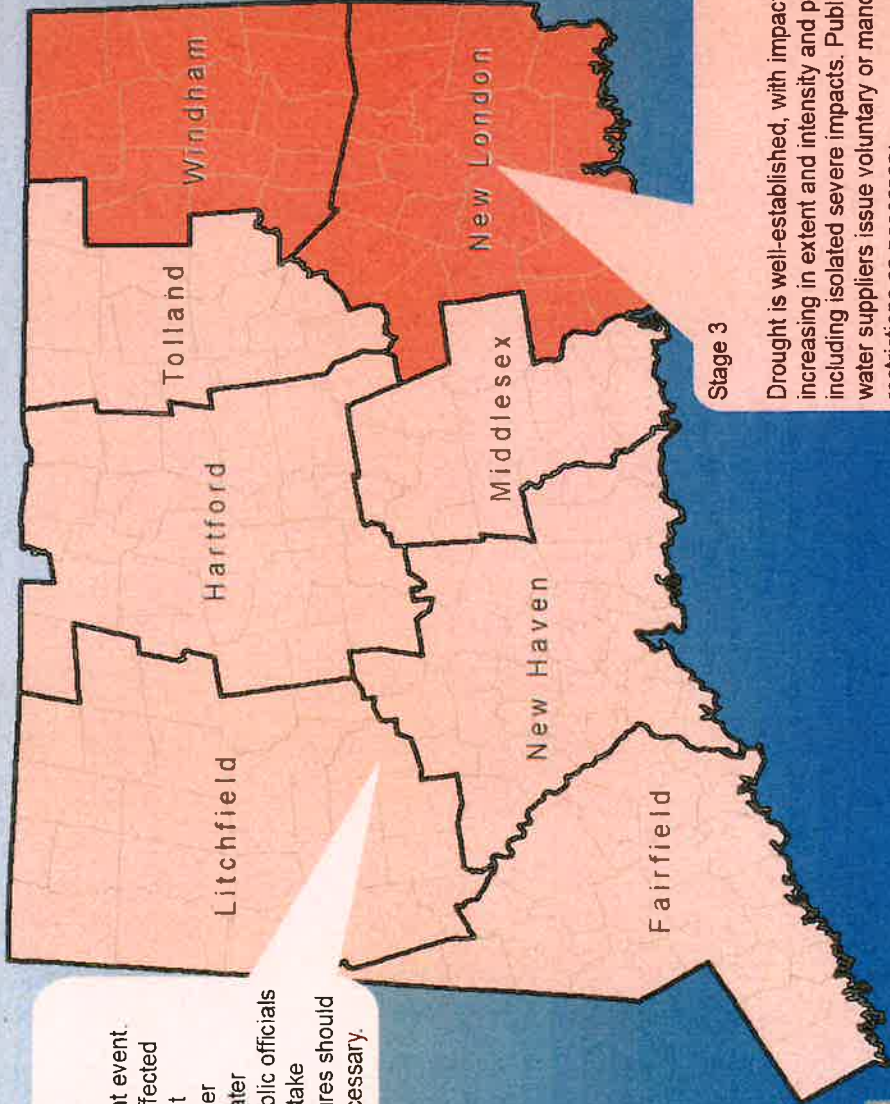 nt event.
ffected
t
er
ater
blic officials
take
res should
cessary.
Litchfield
Hartford
Tolland
Windham
Fairfield
New Haven
Middlesex
New London
Stage 3
Drought is well-established, with impac
increasing in extent and intensity and p
including isolated severe impacts. Publ
water suppliers issue voluntary or man